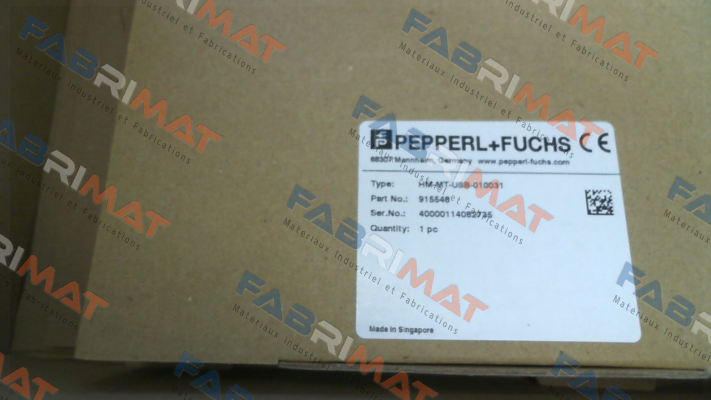 PEPPERL+FUCHS CE
68307 Mannheim, Germany www.pepperl-fuchs.com
Type: HM-MT-USB-010031
Part No.: 915548
Ser.No.: 40000114082735
Quantity: 1 pc
Made in Singapore
FABRIMAT
Materiaux Industriel et Fabrications